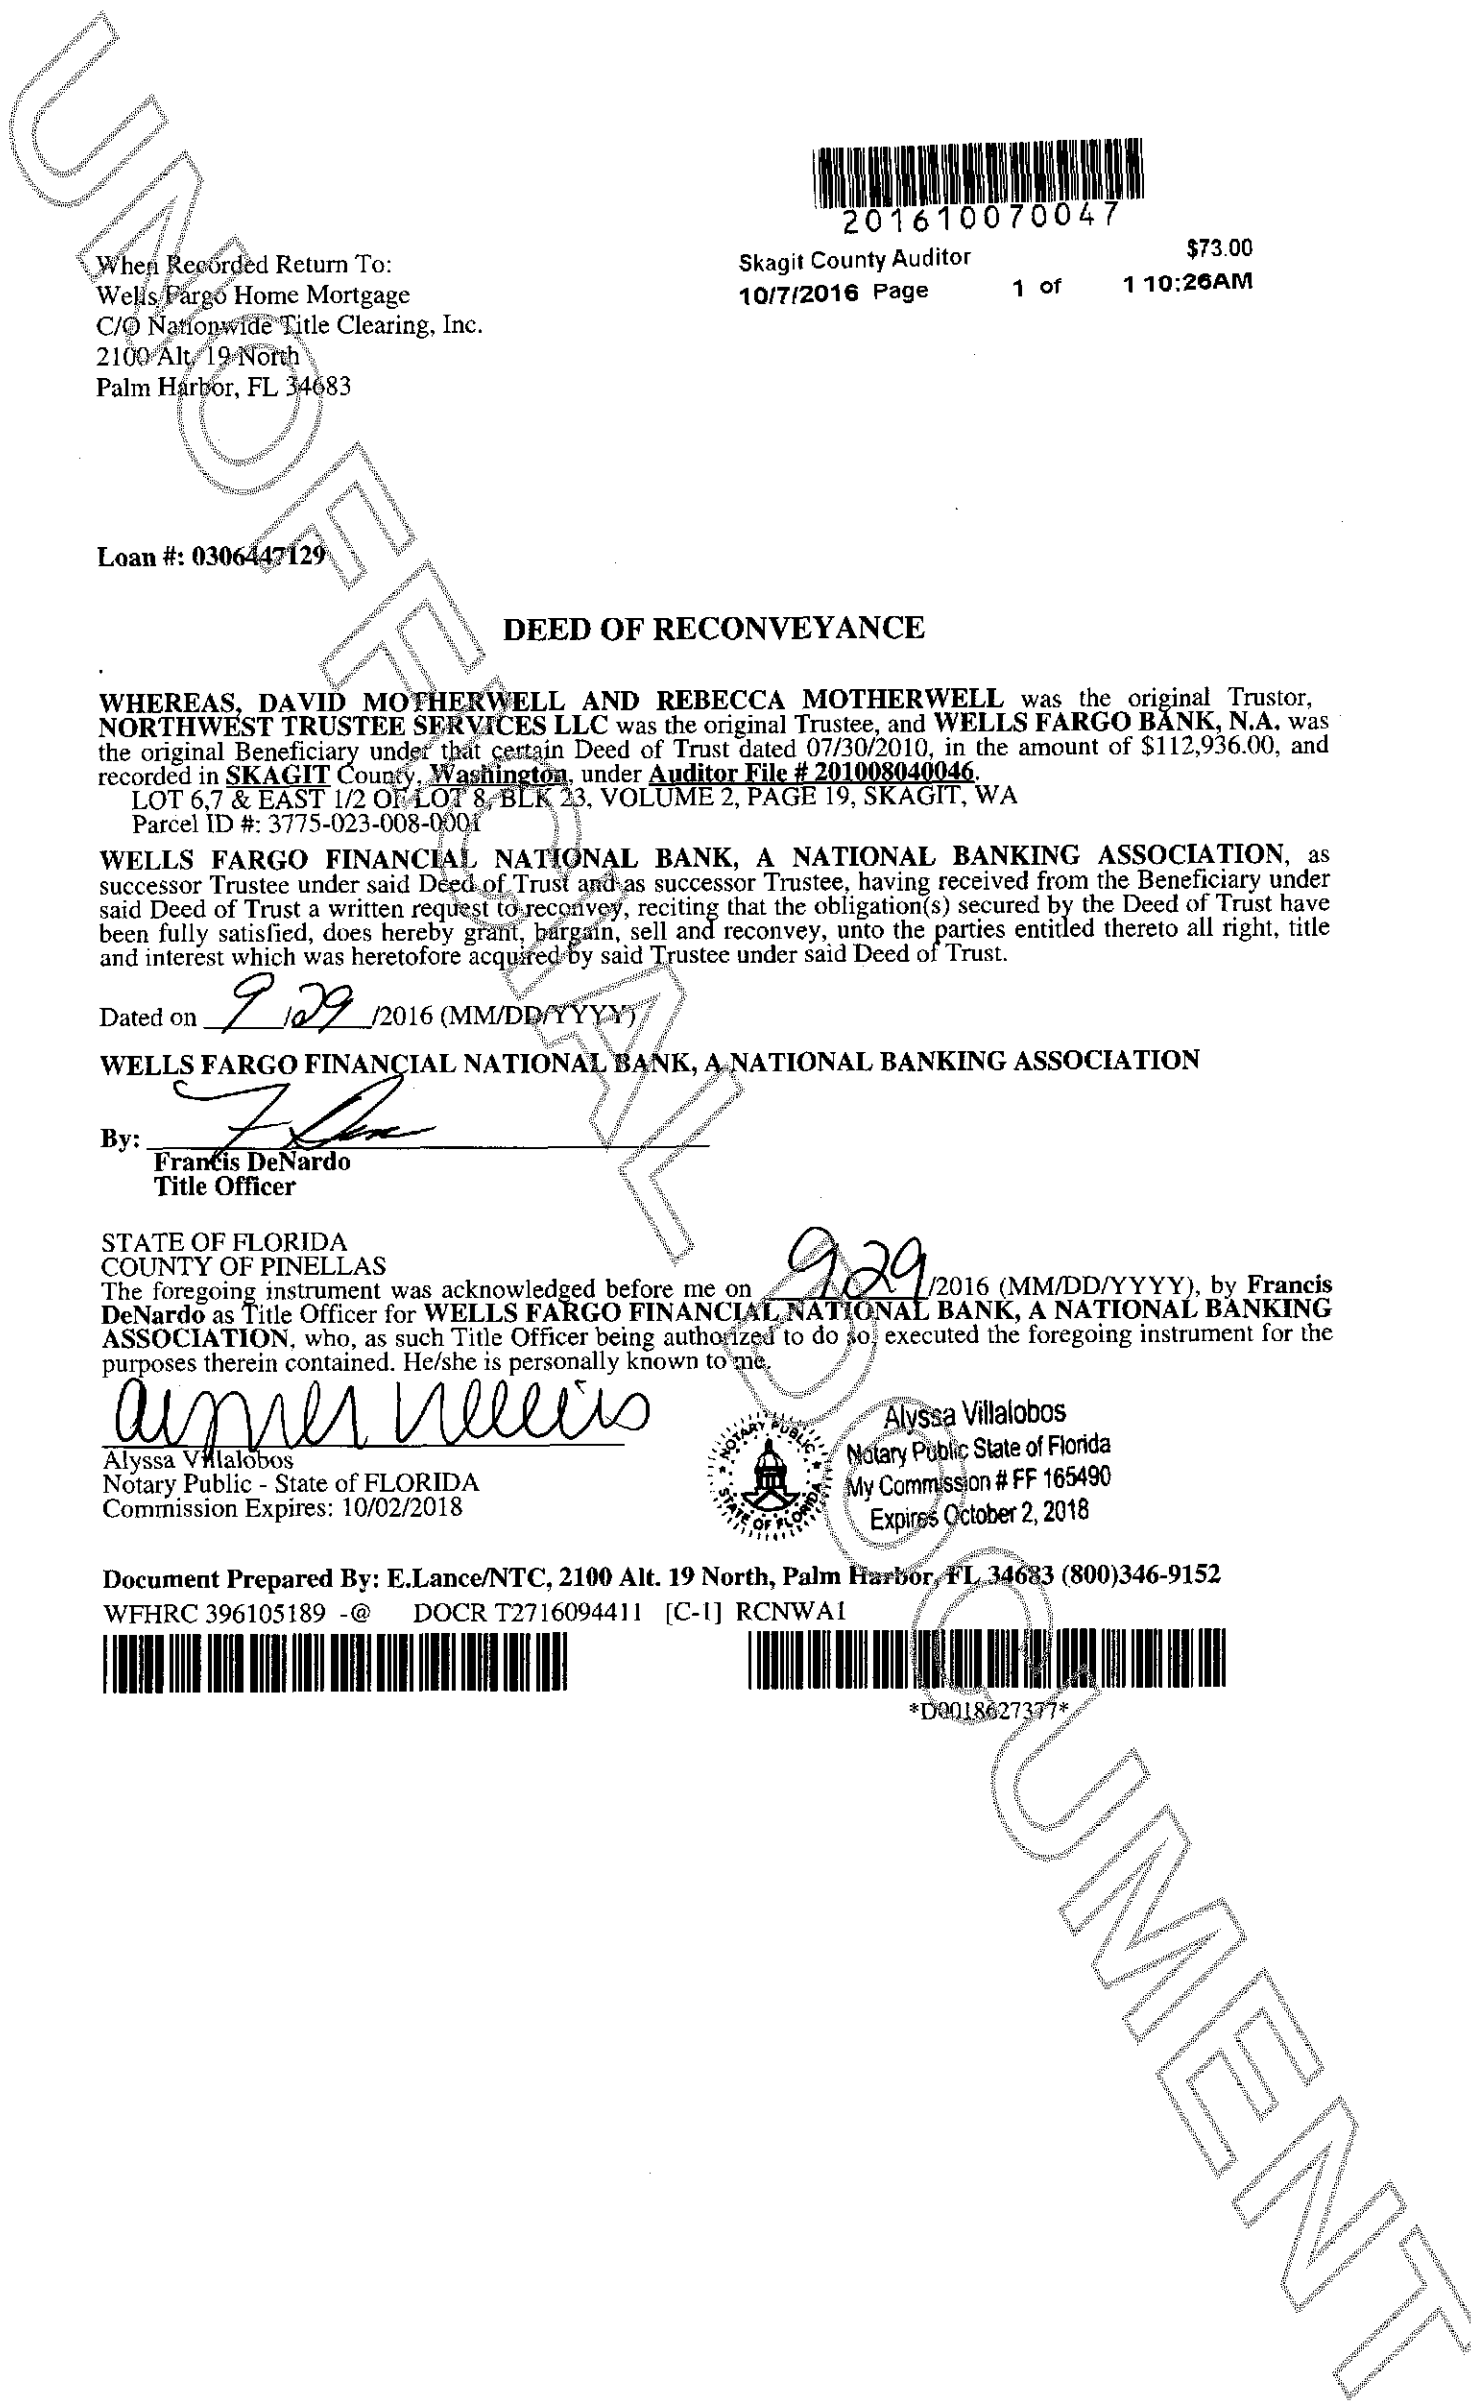 201610070047
Skagit County Auditor $73.00
10/7/2016 Page 1 of 1 10:26AM
When Recorded Return To:
Wells Fargo Home Mortgage
C/O Nationwide Title Clearing, Inc.
2100 Alt. 19 North
Palm Harbor, FL 34683
Loan #: 0306447129
DEED OF RECONVEYANCE
WHEREAS, DAVID MOTHERWELL AND REBECCA MOTHERWELL was the original Trustor,
NORTHWEST TRUSTEE SERVICES LLC was the original Trustee, and WELLS FARGO BANK, N.A. was
the original Beneficiary under that certain Deed of Trust dated 07/30/2010, in the amount of $112,936.00, and
recorded in SKAGIT County, Washington, under Auditor File # 201008040046.
LOT 6,7 & EAST 1/2 OF LOT 8, BLK 23, VOLUME 2, PAGE 19, SKAGIT, WA
Parcel ID #: 3775-023-008-0001
WELLS FARGO FINANCIAL NATIONAL BANK, A NATIONAL BANKING ASSOCIATION, as
successor Trustee under said Deed of Trust and as successor Trustee, having received from the Beneficiary under
said Deed of Trust a written request to reconvey, reciting that the obligation(s) secured by the Deed of Trust have
been fully satisfied, does hereby grant, bargain, sell and reconvey, unto the parties entitled thereto all right, title
and interest which was heretofore acquired by said Trustee under said Deed of Trust.
Dated on 9/29/2016 (MM/DD/YYYY)
WELLS FARGO FINANCIAL NATIONAL BANK, A NATIONAL BANKING ASSOCIATION
By:
Francis DeNardo
Title Officer
STATE OF FLORIDA
COUNTY OF PINELLAS
The foregoing instrument was acknowledged before me on 9/29/2016 (MM/DD/YYYY), by Francis
DeNardo as Title Officer for WELLS FARGO FINANCIAL NATIONAL BANK, A NATIONAL BANKING
ASSOCIATION, who, as such Title Officer being authorized to do so, executed the foregoing instrument for the
purposes therein contained. He/she is personally known to me.
Alyssa Villalobos
Notary Public - State of FLORIDA
Commission Expires: 10/02/2018
NOTARY PUBLIC
STATE OF FLORIDA
Alyssa Villalobos
Notary Public State of Florida
My Commission # FF 165490
Expires October 2, 2018
Document Prepared By: E.Lance/NTC, 2100 Alt. 19 North, Palm Harbor, FL 34683 (800)346-9152
WFHRC 396105189 -@ DOCR T2716094411 [C-1] RCNWA1
*D0018627377*
UNOFFICIAL DOCUMENT